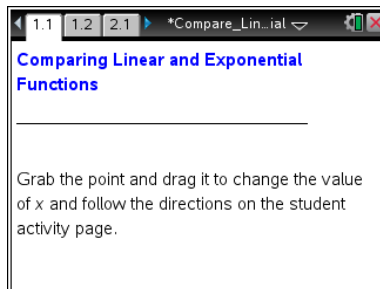 1.1 1.2 2.1 *Compare_Lin...ial
Comparing Linear and Exponential
Functions
Grab the point and drag it to change the value
of x and follow the directions on the student
activity page.